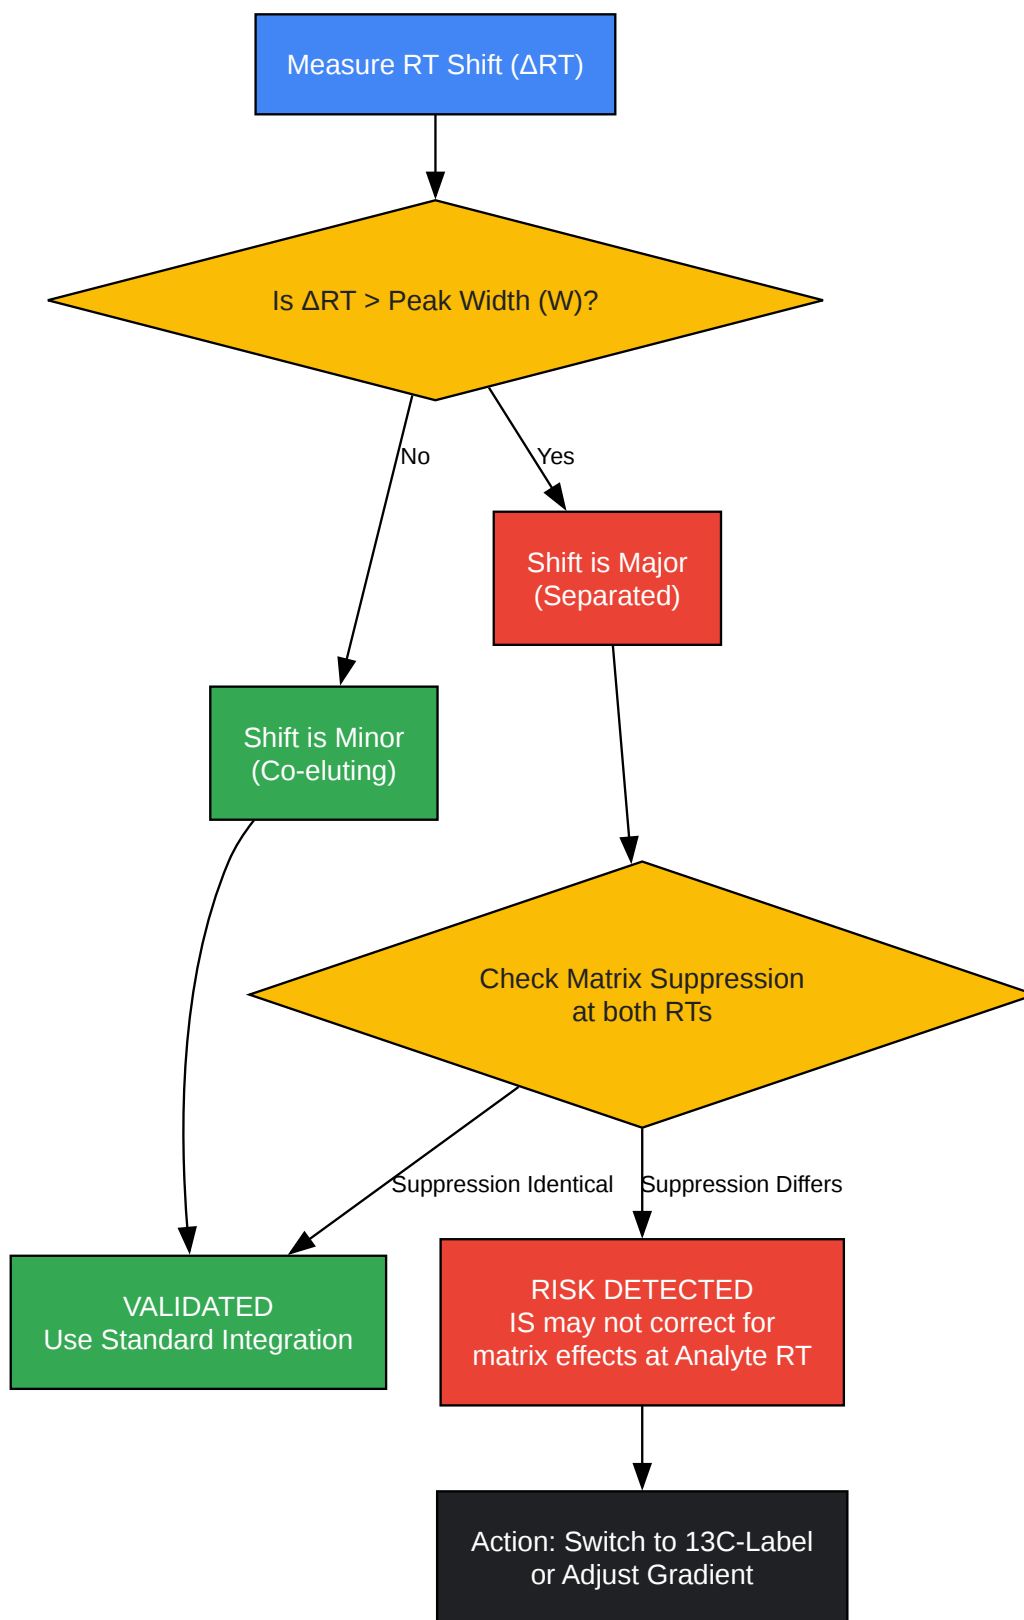 Measure RT Shift (ΔRT)
Is ΔRT > Peak Width (W)?
No
Yes
Shift is Major
(Separated)
Shift is Minor
(Co-eluting)
Check Matrix Suppression
at both RTs
Suppression Identical
Suppression Differs
VALIDATED
Use Standard Integration
RISK DETECTED
IS may not correct for
matrix effects at Analyte RT
Action: Switch to 13C-Label
or Adjust Gradient